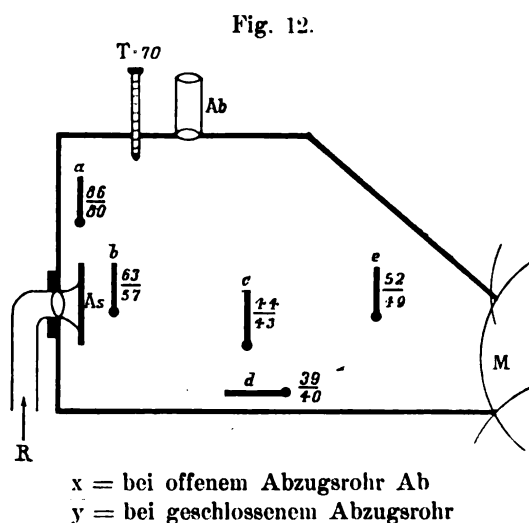 Fig. 12.
T·70
Ab
a
86
80
b
63
57
As
c
44
43
e
52
49
M
d
39
40
R
x = bei offenem Abzugsrohr Ab
y = bei geschlossenem Abzugsrohr